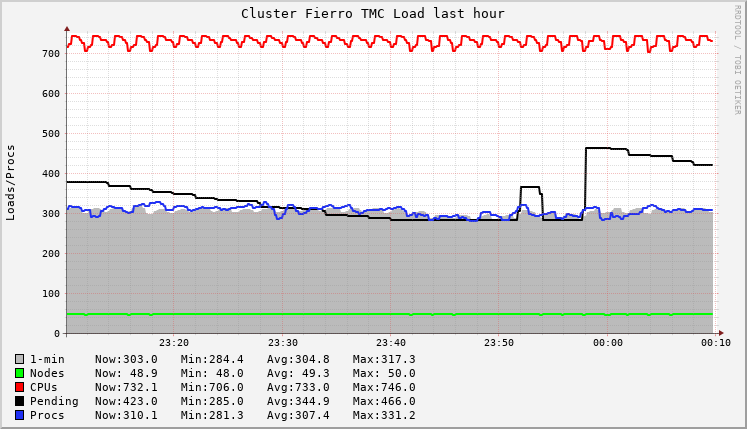 Cluster Fierro TMC Load last hour
RRDTOOL / TOBI OETIKER
Loads/Procs
700
600
500
400
300
200
100
0
23:20 23:30 23:40 23:50 00:00 00:10
1-min Now:303.0 Min:284.4 Avg:304.8 Max:317.3
Nodes Now: 48.9 Min: 48.0 Avg: 49.3 Max: 50.0
CPUs Now:732.1 Min:706.0 Avg:733.0 Max:746.0
Pending Now:423.0 Min:285.0 Avg:344.9 Max:466.0
Procs Now:310.1 Min:281.3 Avg:307.4 Max:331.2